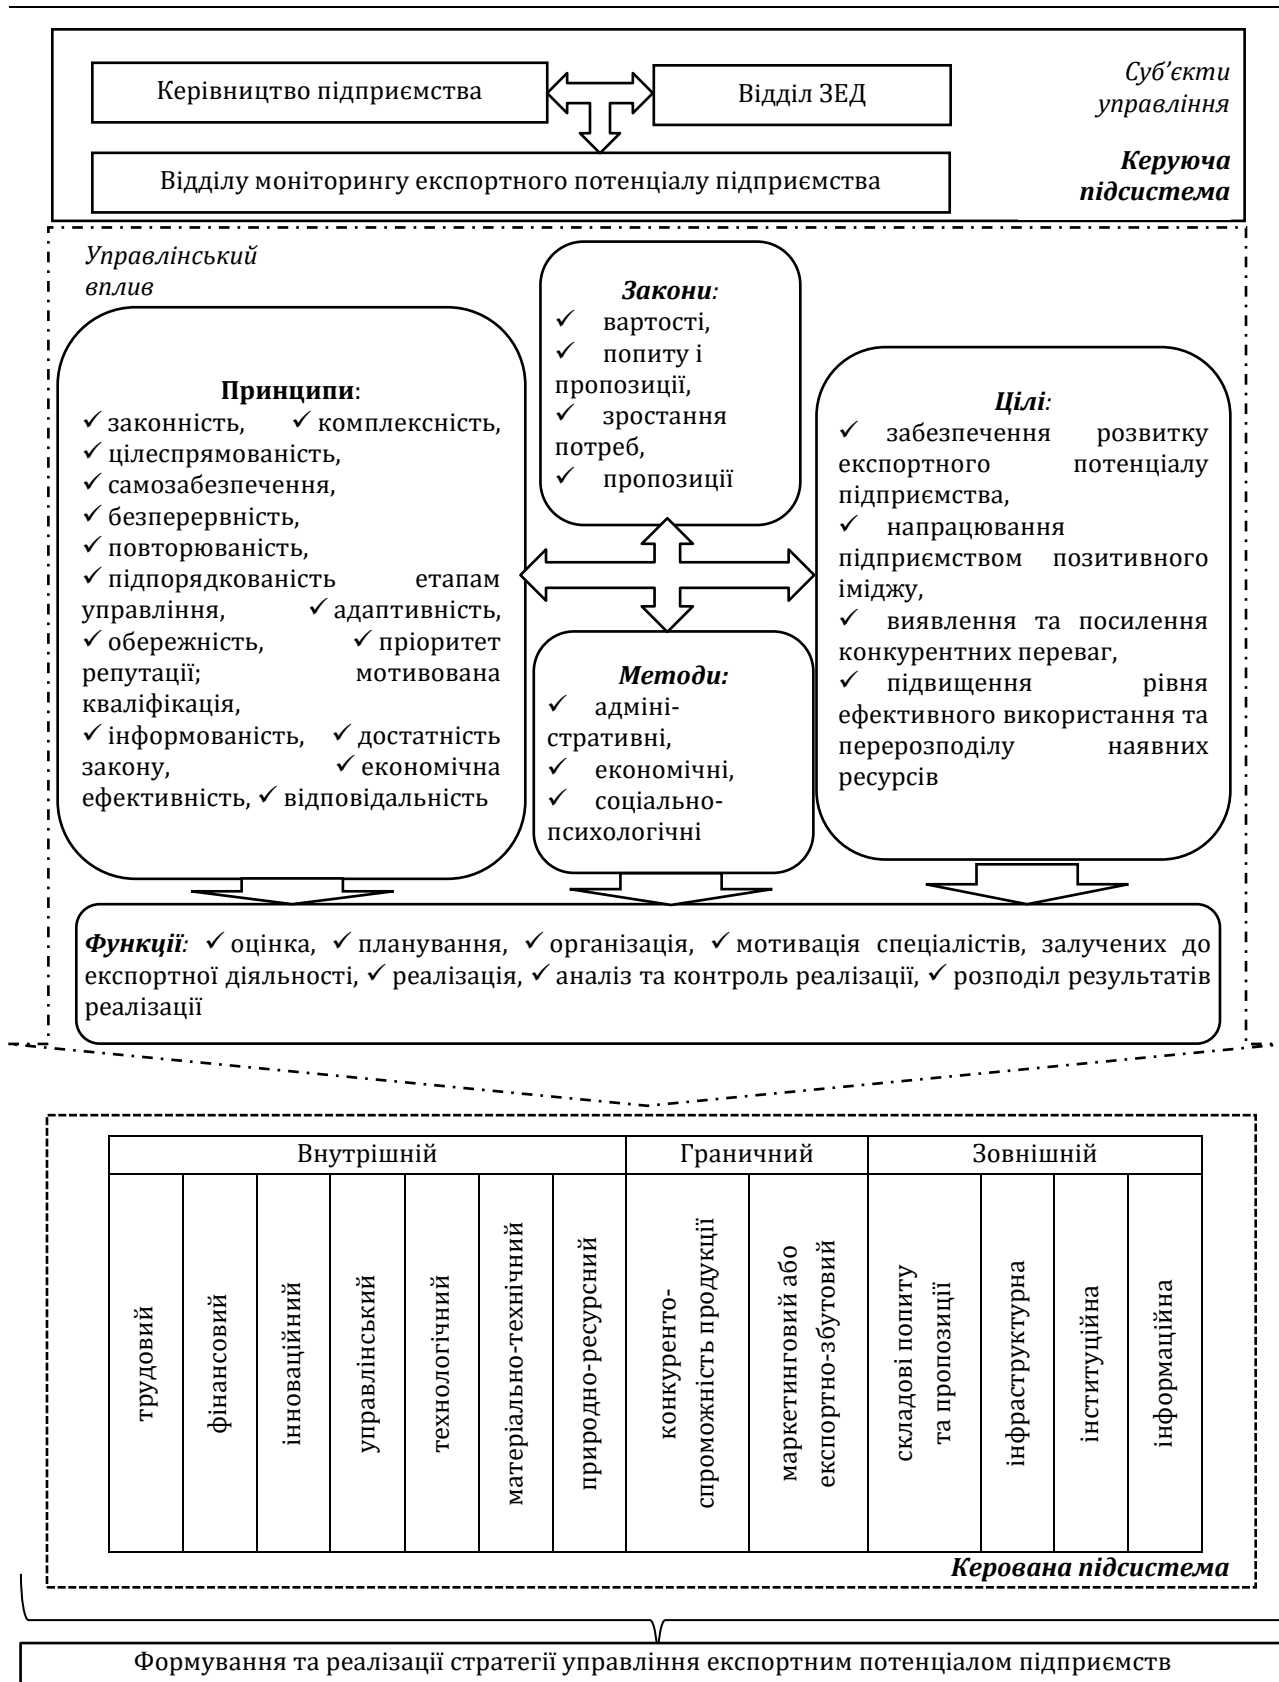 Керівництво підприємства
Відділ ЗЕД
Суб’єкти
управління
Відділу моніторингу експортного потенціалу підприємства
Керуюча
підсистема
Управлінський
вплив
Принципи:
✓ законність, ✓ комплексність,
✓ цілеспрямованість,
✓ самозабезпечення,
✓ безперервність,
✓ повторюваність,
✓ підпорядкованість етапам
управління, ✓ адаптивність,
✓ обережність, ✓ пріоритет
репутації; мотивована
кваліфікація,
✓ інформованість, ✓ достатність
закону, ✓ економічна
ефективність, ✓ відповідальність
Закони:
✓ вартості,
✓ попиту і
пропозиції,
✓ зростання
потреб,
✓ пропозиції
Методи:
✓ адміні-
стративні,
✓ економічні,
✓ соціально-
психологічні
Цілі:
✓ забезпечення розвитку
експортного потенціалу
підприємства,
✓ напрацювання
підприємством позитивного
іміджу,
✓ виявлення та посилення
конкурентних переваг,
✓ підвищення рівня
ефективного використання та
перерозподілу наявних
ресурсів
Функції: ✓ оцінка, ✓ планування, ✓ організація, ✓ мотивація спеціалістів, залучених до
експортної діяльності, ✓ реалізація, ✓ аналіз та контроль реалізації, ✓ розподіл результатів
реалізації
Внутрішній
Граничний
Зовнішній
трудовий
фінансовий
інноваційний
управлінський
технологічний
матеріально-технічний
природно-ресурсний
конкуренто-
спроможність продукції
маркетинговий або
експортно-збутовий
складові попиту
та пропозиції
інфраструктурна
інституційна
інформаційна
Керована підсистема
Формування та реалізації стратегії управління експортним потенціалом підприємств